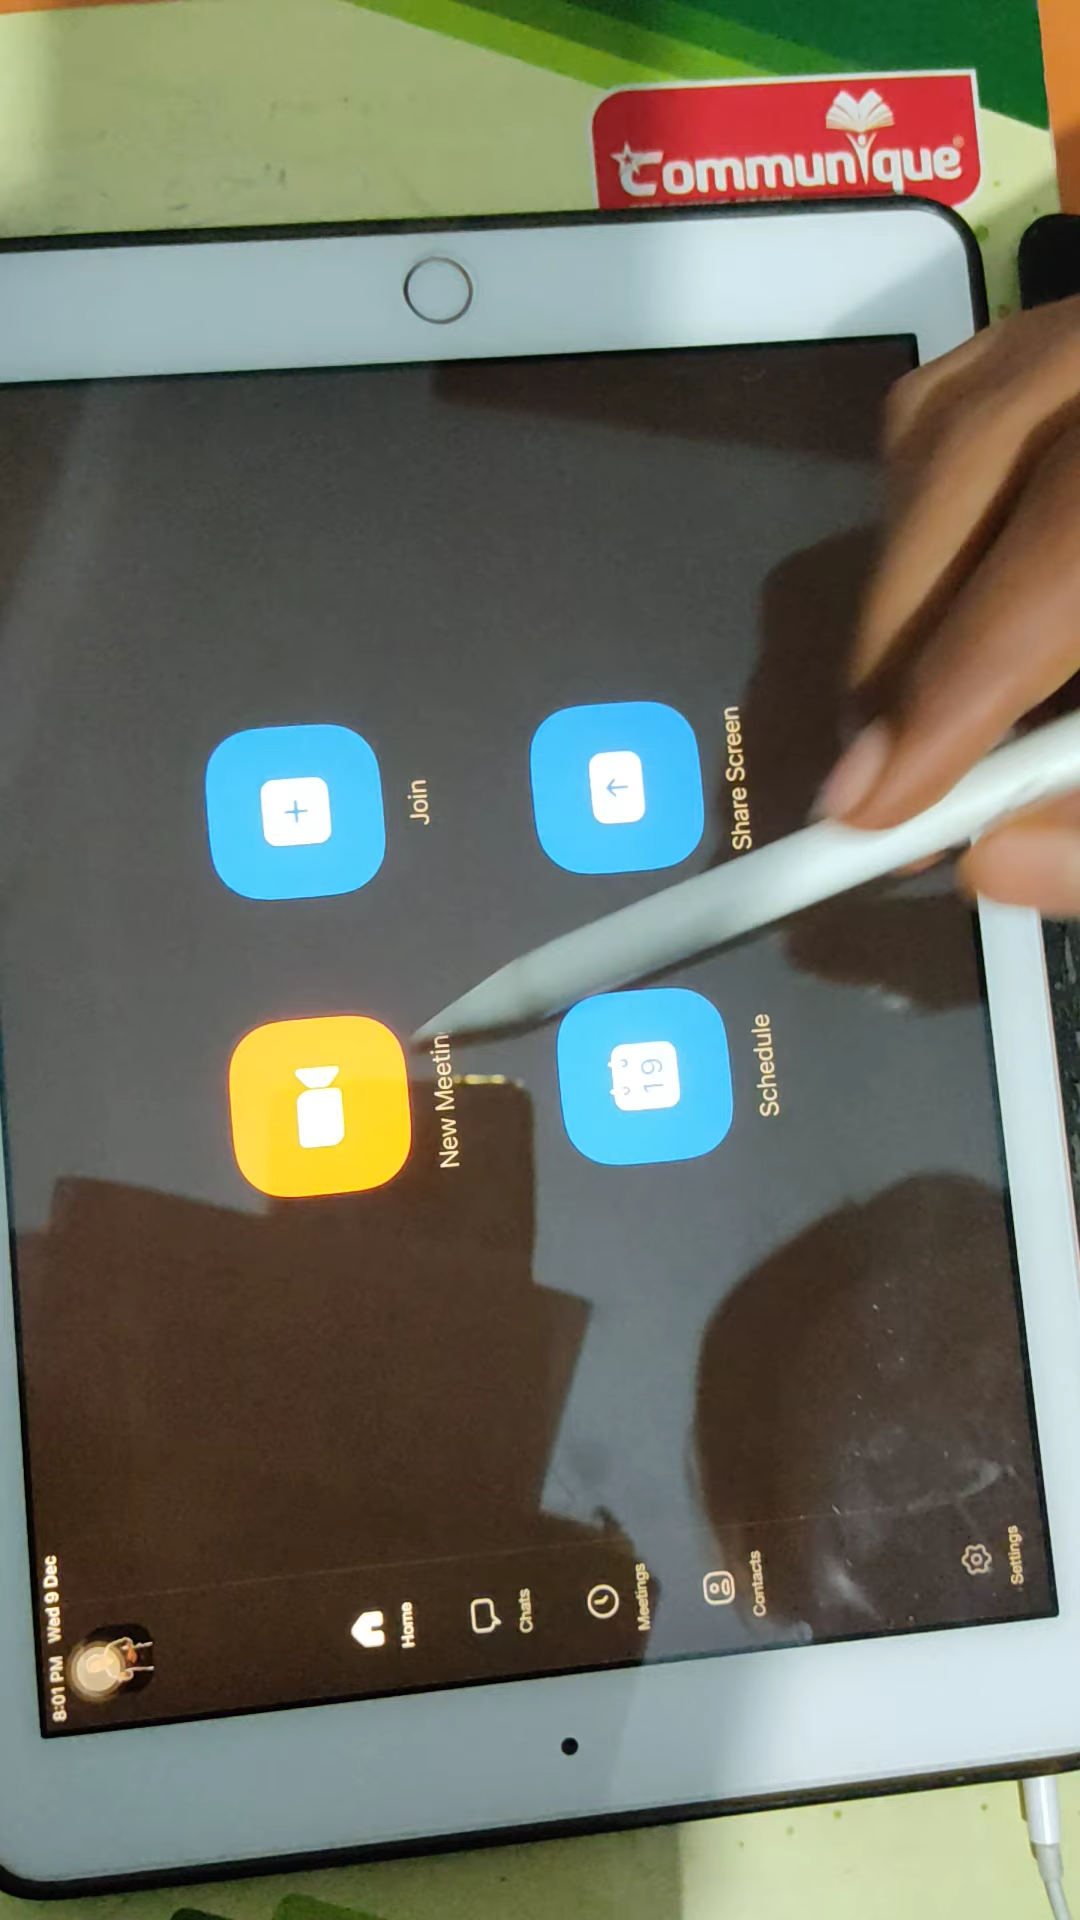 Communique
8:01 PM Wed 9 Dec
Home
Chats
Meetings
Contacts
Settings
New Meetin
Join
19
Schedule
Share Screen